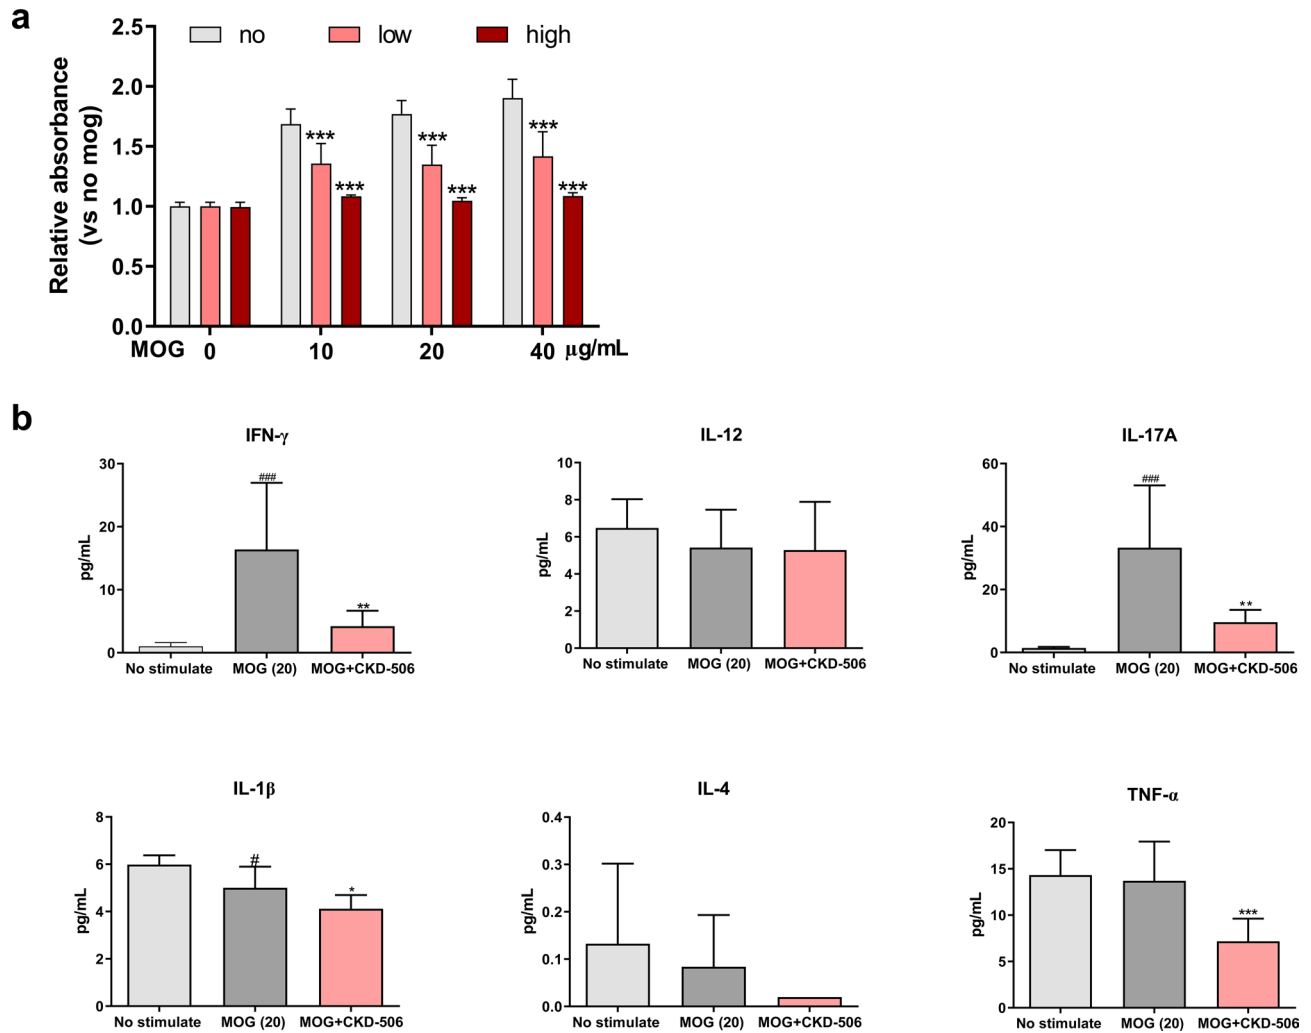 a
no low high
Relative absorbance
(vs no mog)
2.5
2.0
1.5
1.0
0.5
0.0
*** *** ***
*** *** ***
MOG 0 10 20 40 μg/mL
b
IFN-γ
pg/mL
30
20
10
0
###
**
No stimulate MOG (20) MOG+CKD-506
IL-12
pg/mL
10
8
6
4
2
0
No stimulate MOG (20) MOG+CKD-506
IL-17A
pg/mL
60
40
20
0
###
**
No stimulate MOG (20) MOG+CKD-506
IL-1β
pg/mL
8
6
4
2
0
#
*
No stimulate MOG (20) MOG+CKD-506
IL-4
pg/mL
0.4
0.3
0.2
0.1
0.0
No stimulate MOG (20) MOG+CKD-506
TNF-α
pg/mL
20
15
10
5
0
***
No stimulate MOG (20) MOG+CKD-506